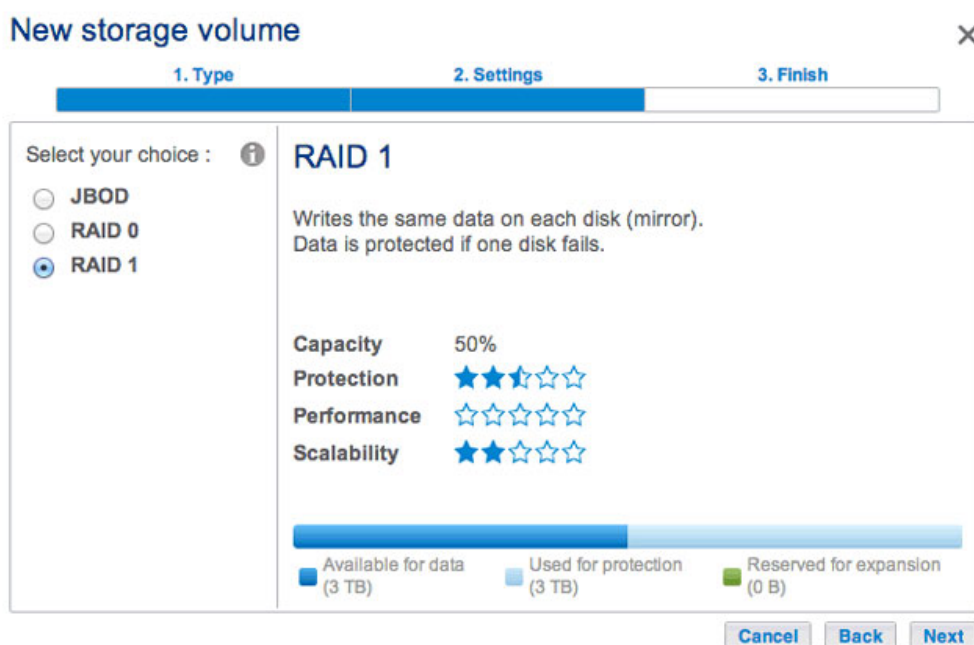 New storage volume
1. Type
2. Settings
3. Finish
Select your choice :
JBOD
RAID 0
RAID 1
RAID 1
Writes the same data on each disk (mirror).
Data is protected if one disk fails.
Capacity 50%
Protection
Performance
Scalability
Available for data
(3 TB)
Used for protection
(3 TB)
Reserved for expansion
(0 B)
Cancel
Back
Next